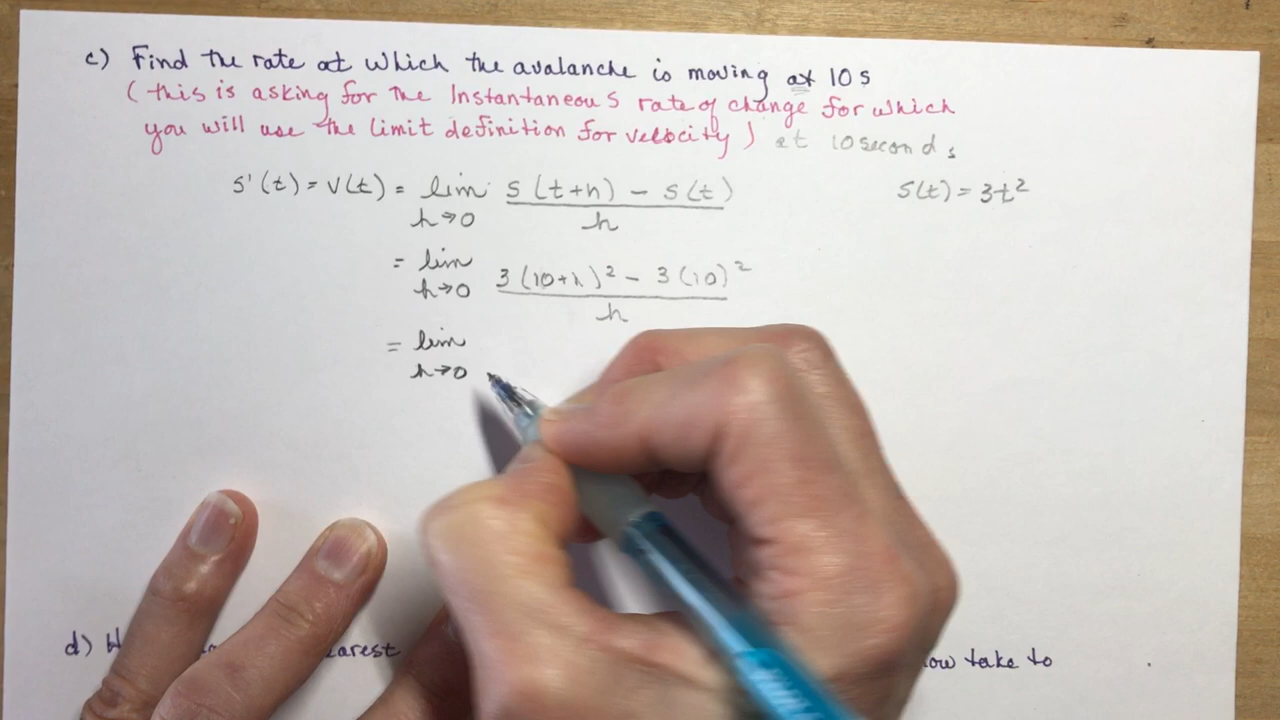 c) Find the rate at which the avalanche is moving at 10 s
(this is asking for the Instantaneous rate of change for which
you will use the limit definition for velocity) at 10 seconds
S'(t) = V(t) = lim h→0 S(t+h) - S(t) / h
S(t) = 3t²
= lim h→0 3(10+h)² - 3(10)² / h
= lim h→0
d) arest ow take to